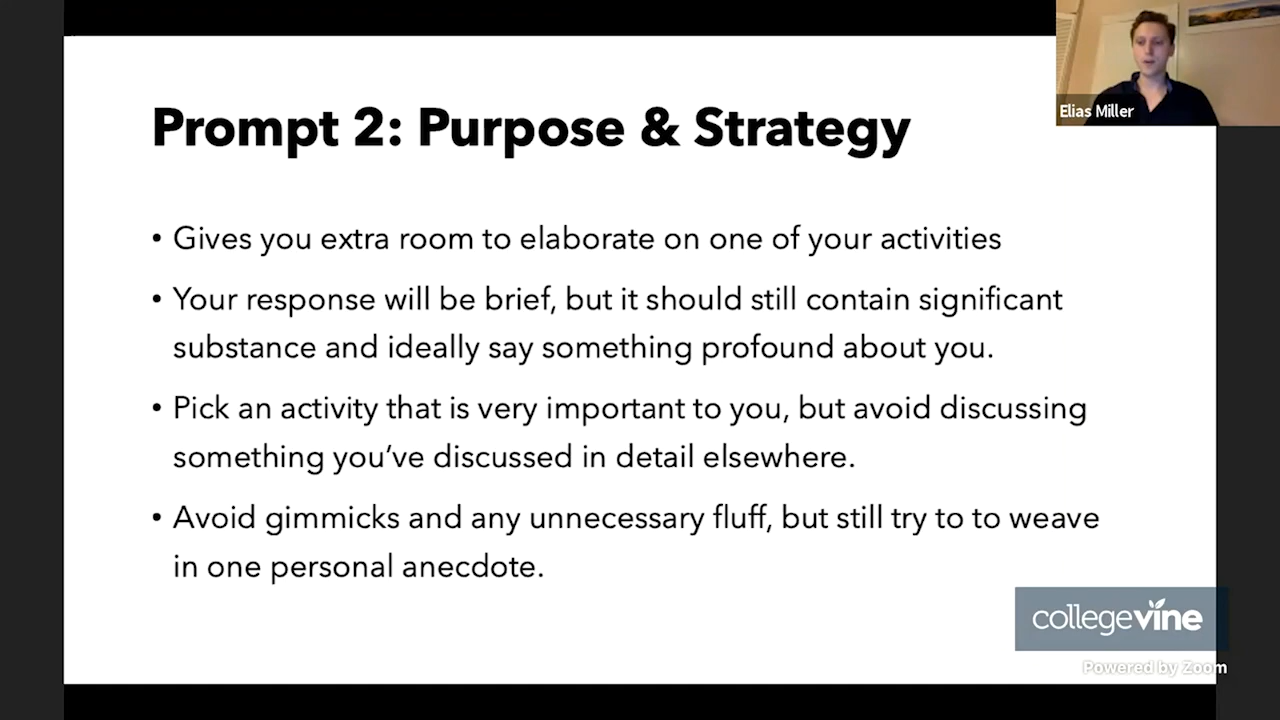 Prompt 2: Purpose & Strategy
Elias Miller
• Gives you extra room to elaborate on one of your activities
• Your response will be brief, but it should still contain significant
substance and ideally say something profound about you.
• Pick an activity that is very important to you, but avoid discussing
something you’ve discussed in detail elsewhere.
• Avoid gimmicks and any unnecessary fluff, but still try to to weave
in one personal anecdote.
collegevine
Powered by Zoom